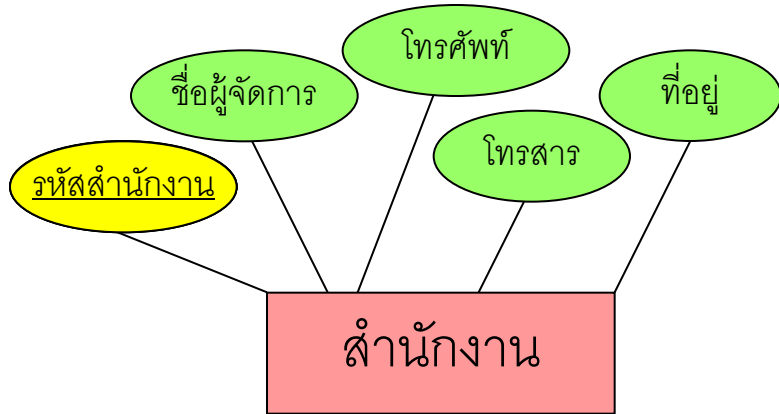 โทรศัพท์
ชื่อผู้จัดการ
ที่อยู่
โทรสาร
รหัสสำนักงาน
สำนักงาน